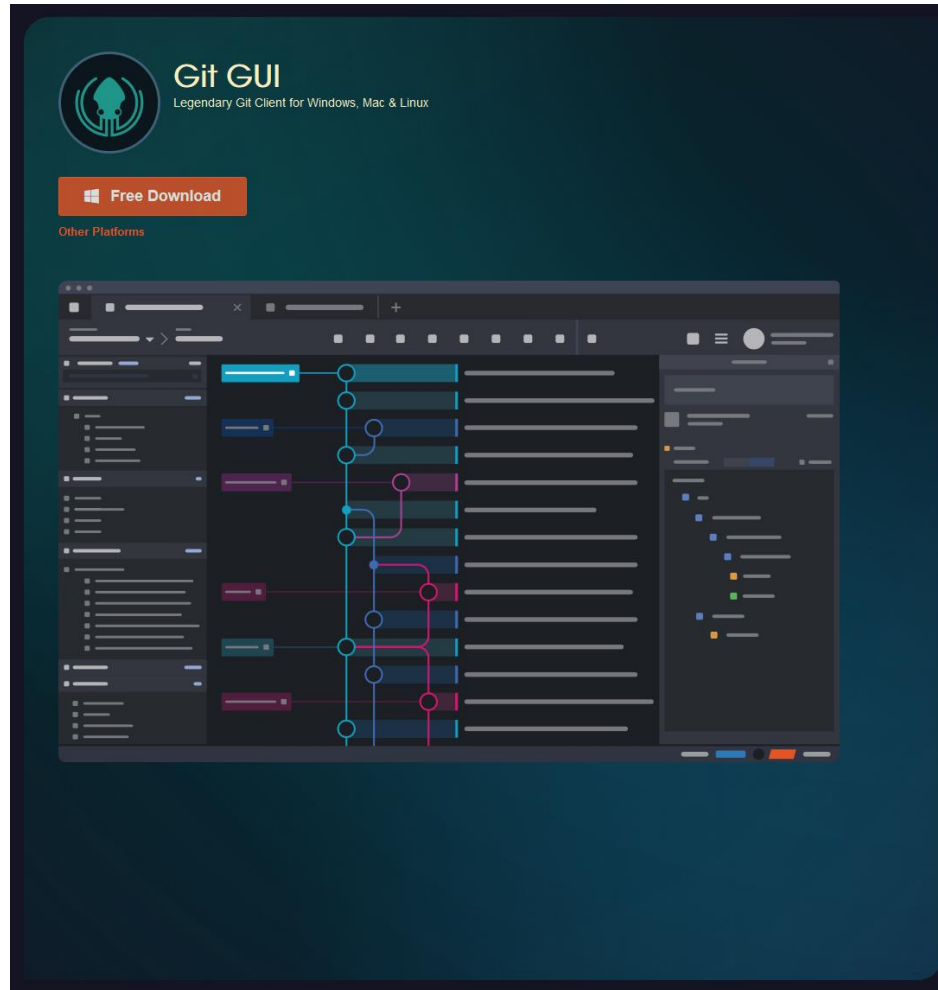 Git GUI
Legendary Git Client for Windows, Mac & Linux
Free Download
Other Platforms